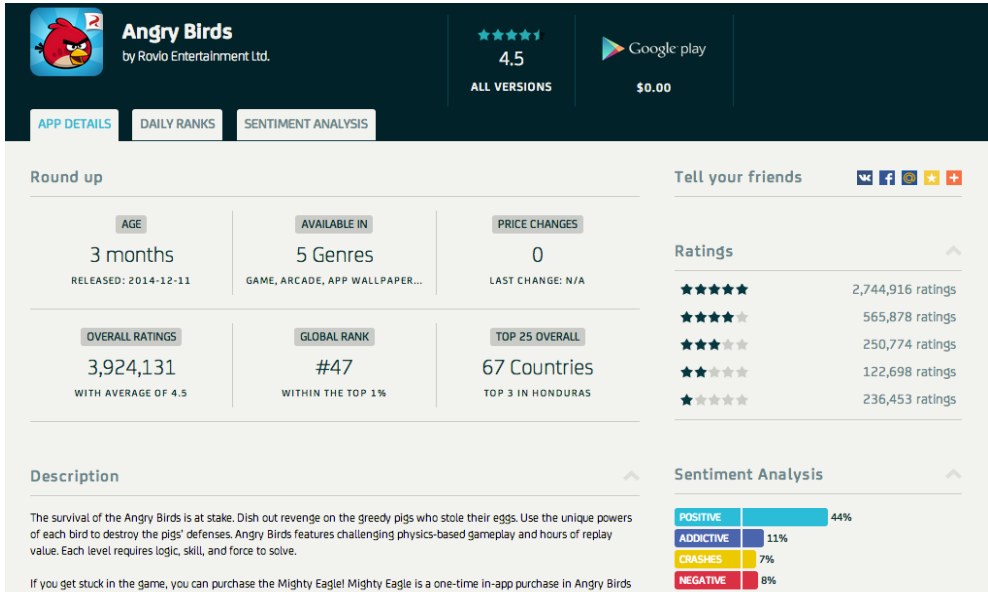 Angry Birds
by Rovio Entertainment Ltd.
4.5
ALL VERSIONS
Google play
$0.00
APP DETAILS
DAILY RANKS
SENTIMENT ANALYSIS
Round up
AGE
3 months
RELEASED: 2014-12-11
AVAILABLE IN
5 Genres
GAME, ARCADE, APP WALLPAPER...
PRICE CHANGES
0
LAST CHANGE: N/A
OVERALL RATINGS
3,924,131
WITH AVERAGE OF 4.5
GLOBAL RANK
#47
WITHIN THE TOP 1%
TOP 25 OVERALL
67 Countries
TOP 3 IN HONDURAS
Description
The survival of the Angry Birds is at stake. Dish out revenge on the greedy pigs who stole their eggs. Use the unique powers
of each bird to destroy the pigs' defenses. Angry Birds features challenging physics-based gameplay and hours of replay
value. Each level requires logic, skill, and force to solve.
If you get stuck in the game, you can purchase the Mighty Eagle! Mighty Eagle is a one-time in-app purchase in Angry Birds
Tell your friends
Ratings
2,744,916 ratings
565,878 ratings
250,774 ratings
122,698 ratings
236,453 ratings
Sentiment Analysis
POSITIVE 44%
ADDICTIVE 11%
CRASHES 7%
NEGATIVE 8%